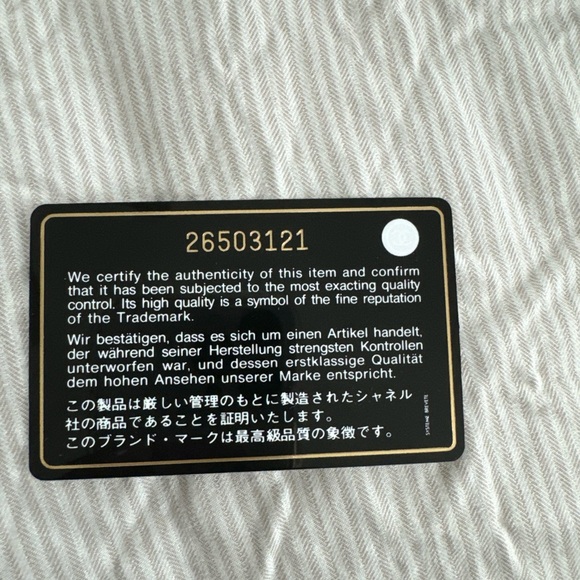 26503121
We certify the authenticity of this item and confirm
that it has been subjected to the most exacting quality
control. Its high quality is a symbol of the fine reputation
of the Trademark.
Wir bestätigen, dass es sich um einen Artikel handelt,
der während seiner Herstellung strengsten Kontrollen
unterworfen war, und dessen erstklassige Qualität
dem hohen Ansehen unserer Marke entspricht.
この製品は厳しい管理のもとに製造されたシャネル
社の商品であることを証明いたします。
このブランド・マークは最高級品質の象徴です。